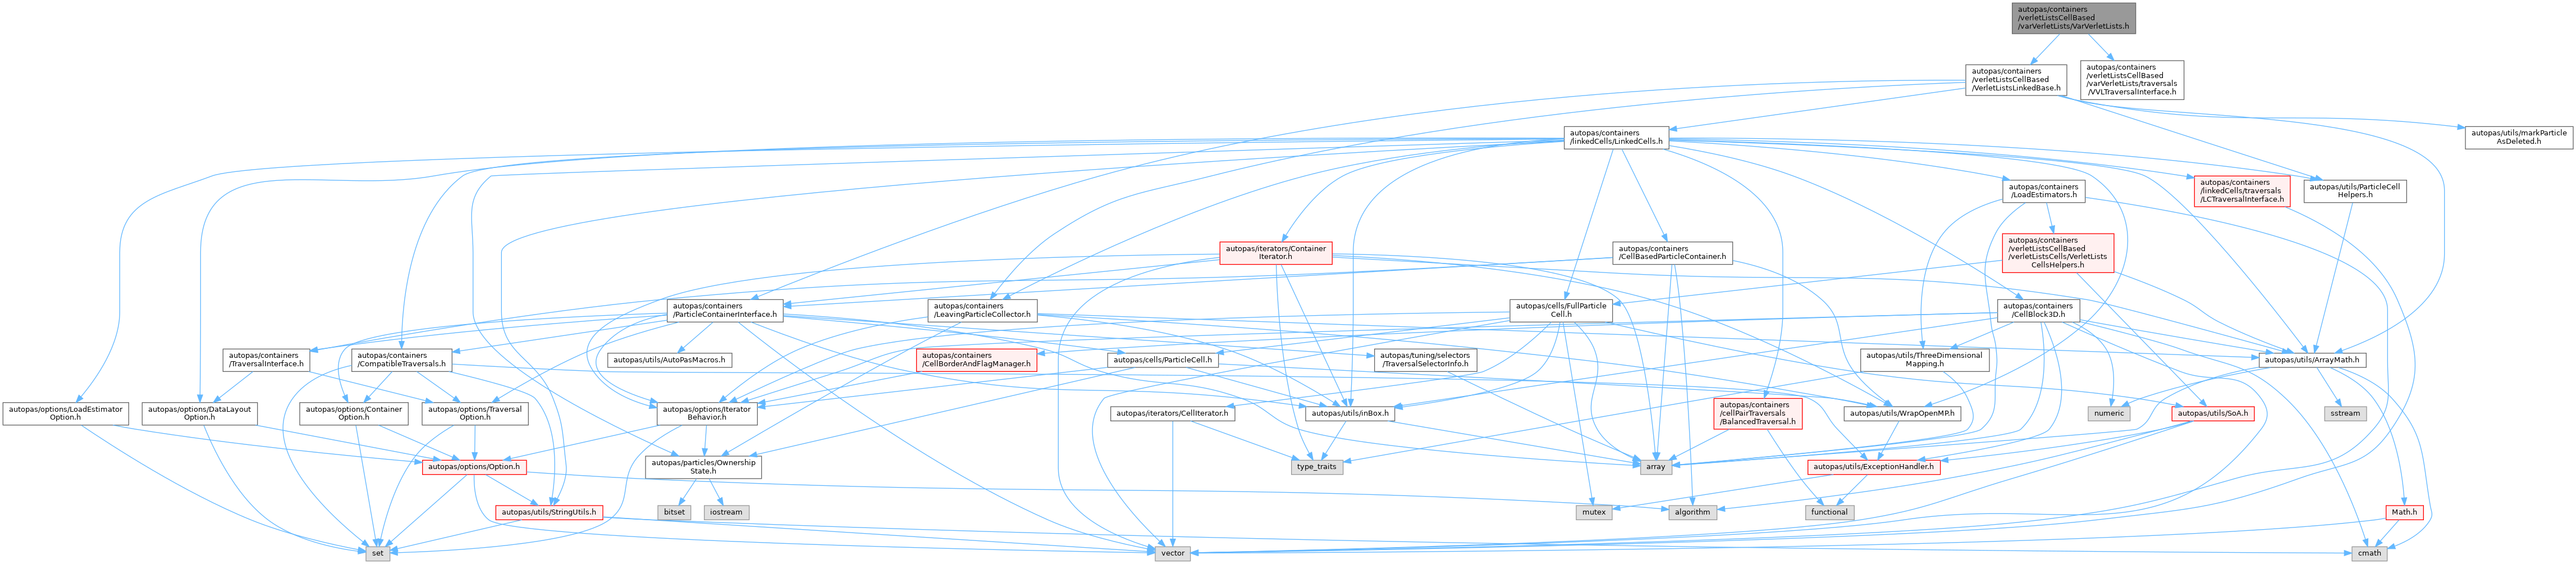 autopas/containers
/verletListsCellBased
/varVerletLists/VarVerletLists.h
autopas/containers
/verletListsCellBased
/VerletListsLinkedBase.h
autopas/containers
/verletListsCellBased
/varVerletLists/traversals
/VVLTraversalInterface.h
autopas/containers
/linkedCells/LinkedCells.h
autopas/utils/markParticle
AsDeleted.h
autopas/containers
/LoadEstimators.h
autopas/containers
/linkedCells/traversals
/LCTraversalInterface.h
autopas/utils/ParticleCell
Helpers.h
autopas/iterators/Container
Iterator.h
autopas/containers
/CellBasedParticleContainer.h
autopas/containers
/verletListsCellBased
/verletListsCells/VerletLists
CellsHelpers.h
autopas/containers
/ParticleContainerInterface.h
autopas/containers
/LeavingParticleCollector.h
autopas/cells/FullParticle
Cell.h
autopas/containers
/CellBlock3D.h
autopas/containers
/TraversalInterface.h
autopas/containers
/CompatibleTraversals.h
autopas/utils/AutoPasMacros.h
autopas/containers
/CellBorderAndFlagManager.h
autopas/cells/ParticleCell.h
autopas/tuning/selectors
/TraversalSelectorInfo.h
autopas/utils/ThreeDimensional
Mapping.h
autopas/utils/ArrayMath.h
autopas/options/LoadEstimator
Option.h
autopas/options/DataLayout
Option.h
autopas/options/Container
Option.h
autopas/options/Traversal
Option.h
autopas/options/Iterator
Behavior.h
autopas/iterators/CellIterator.h
autopas/utils/inBox.h
autopas/containers
/cellPairTraversals
/BalancedTraversal.h
autopas/utils/WrapOpenMP.h
numeric
autopas/utils/SoA.h
sstream
autopas/options/Option.h
autopas/particles/Ownership
State.h
type_traits
array
autopas/utils/ExceptionHandler.h
autopas/utils/StringUtils.h
bitset
iostream
mutex
algorithm
functional
Math.h
set
vector
cmath